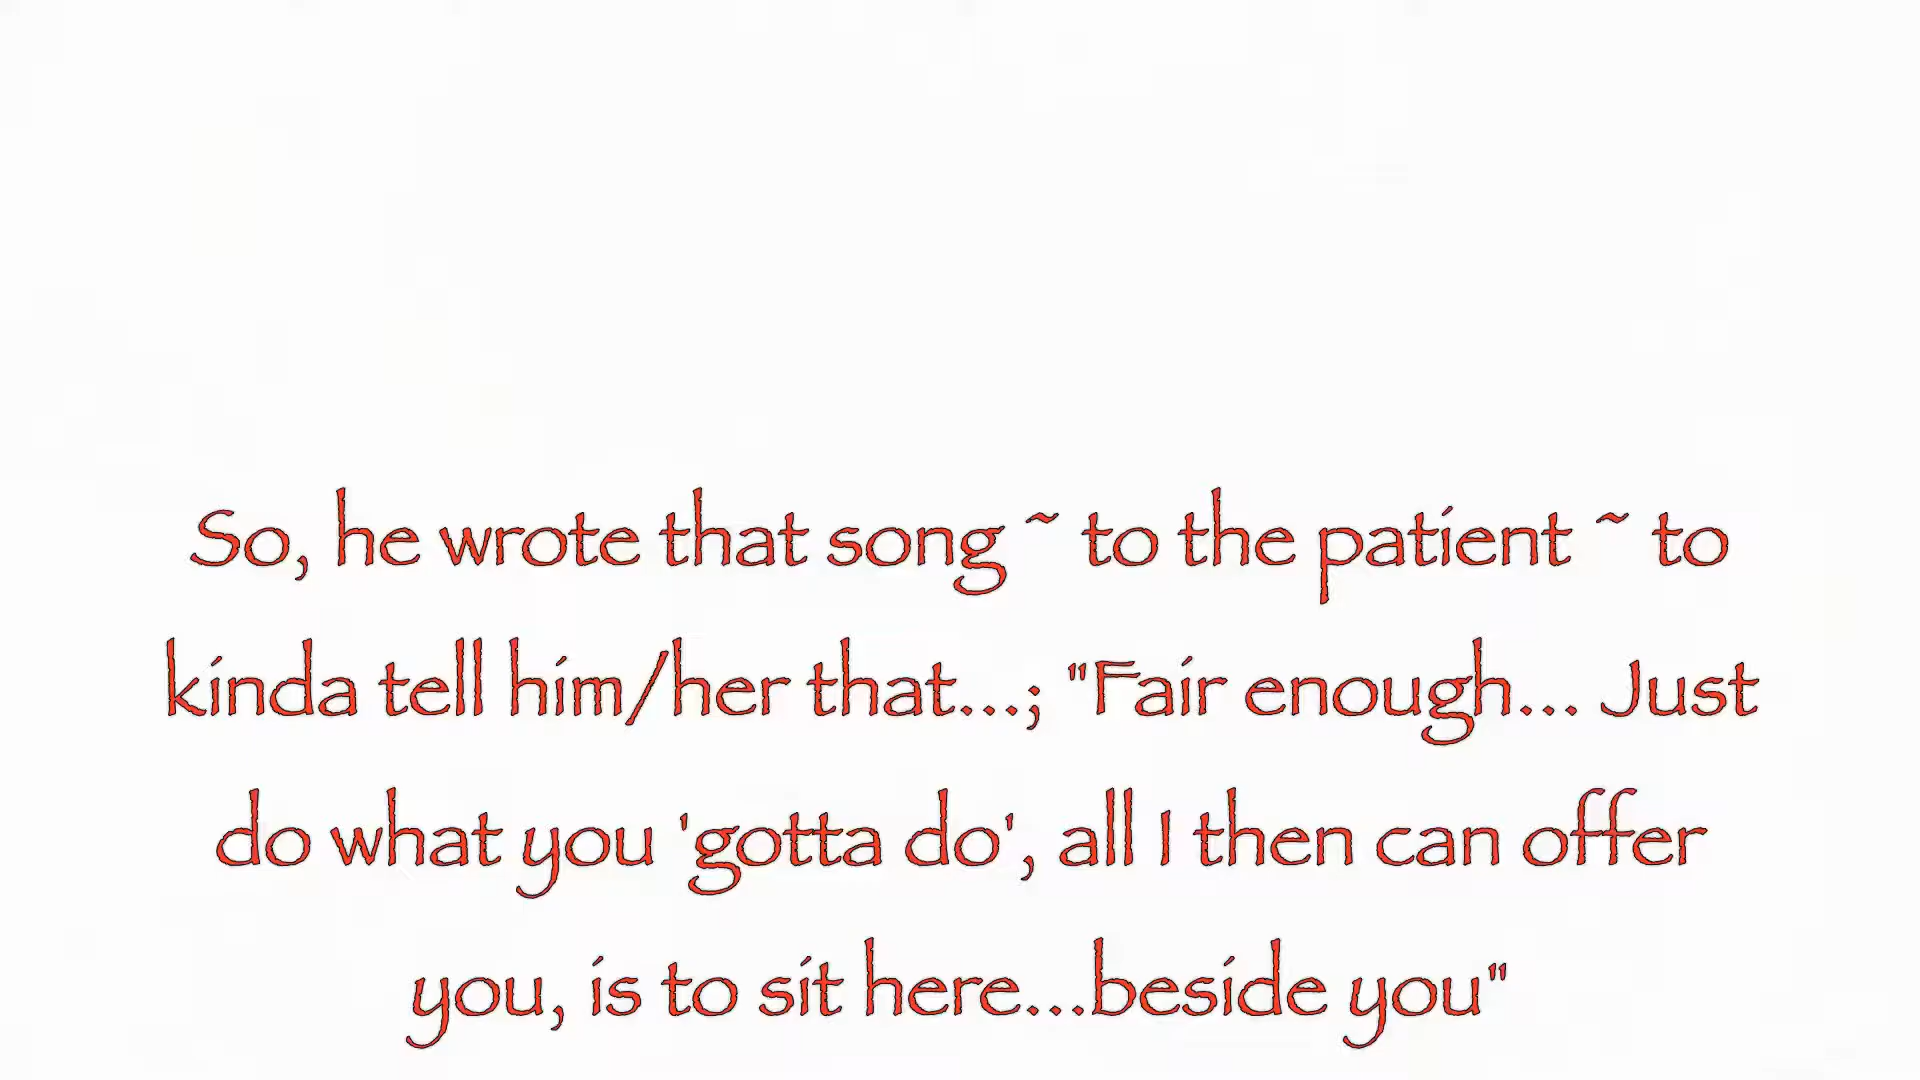 So, he wrote that song ~ to the patient ~ to
kinda tell him/her that...; "Fair enough... Just
do what you 'gotta do', all I then can offer
you, is to sit here...beside you"